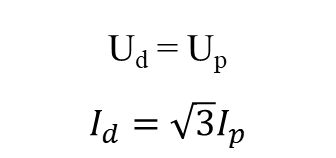 U_d = U_p
I_d = √3I_p